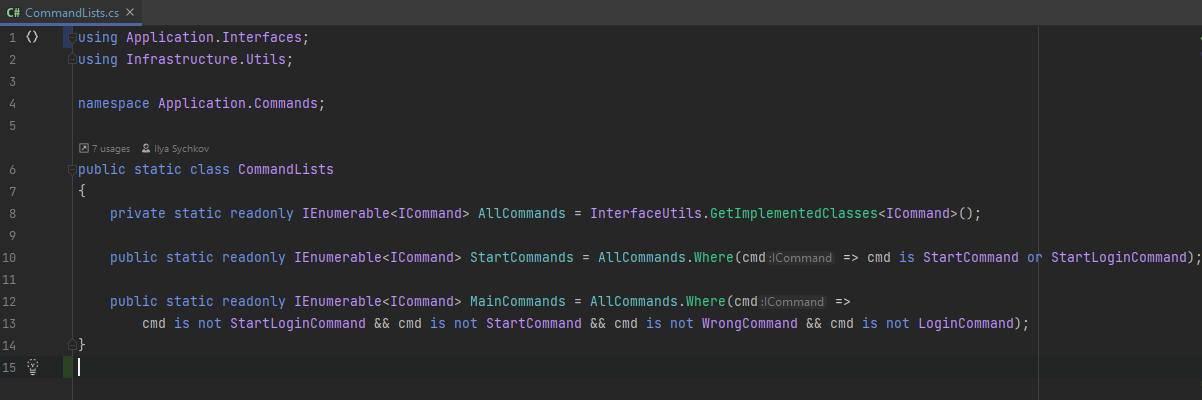 C# CommandLists.cs ×
1 using Application.Interfaces;
2 using Infrastructure.Utils;
3
4 namespace Application.Commands;
5
7 usages Ilya Sychkov
6 public static class CommandLists
7 {
8 private static readonly IEnumerable<ICommand> AllCommands = InterfaceUtils.GetImplementedClasses<ICommand>();
9
10 public static readonly IEnumerable<ICommand> StartCommands = AllCommands.Where(cmd:ICommand => cmd is StartCommand or StartLoginCommand);
11
12 public static readonly IEnumerable<ICommand> MainCommands = AllCommands.Where(cmd:ICommand =>
13 cmd is not StartLoginCommand && cmd is not StartCommand && cmd is not WrongCommand && cmd is not LoginCommand);
14 }
15